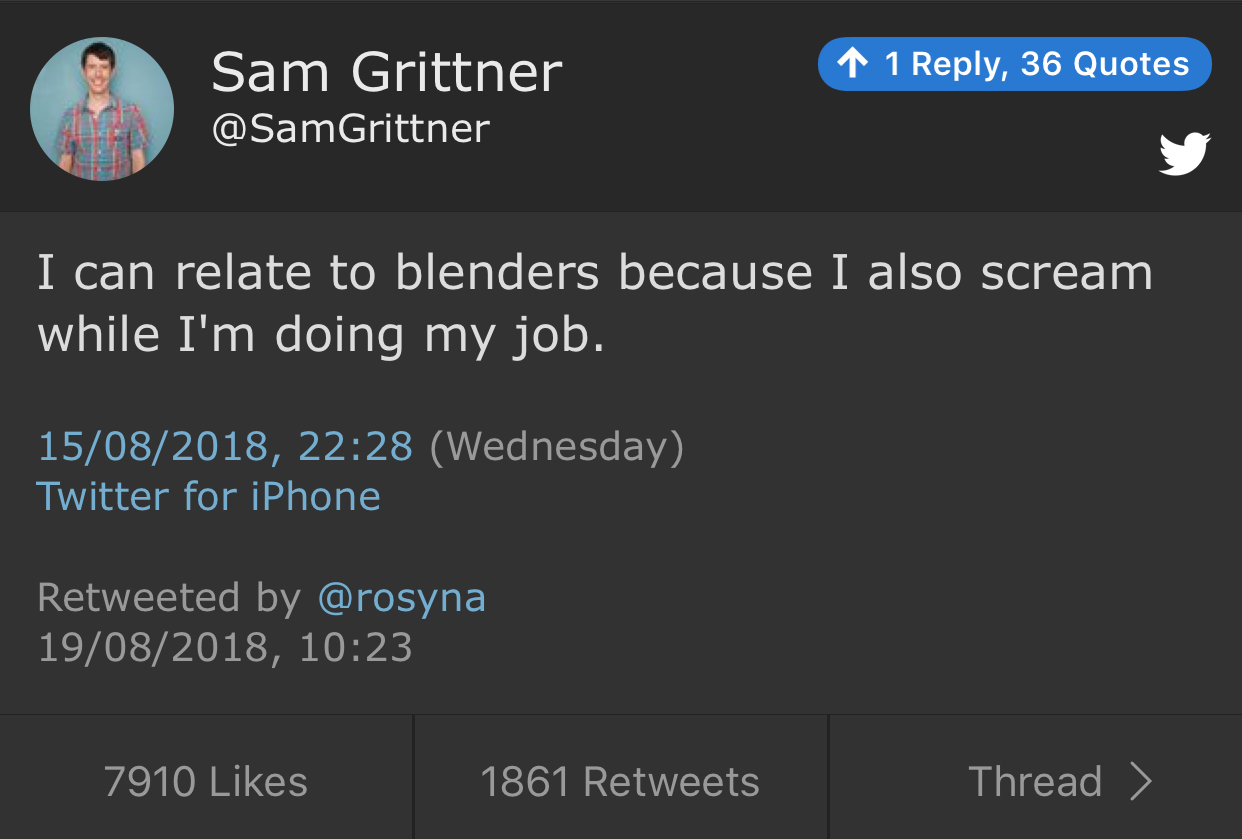 Sam Grittner
@SamGrittner
↑ 1 Reply, 36 Quotes
I can relate to blenders because I also scream
while I'm doing my job.
15/08/2018, 22:28 (Wednesday)
Twitter for iPhone
Retweeted by @rosyna
19/08/2018, 10:23
7910 Likes
1861 Retweets
Thread